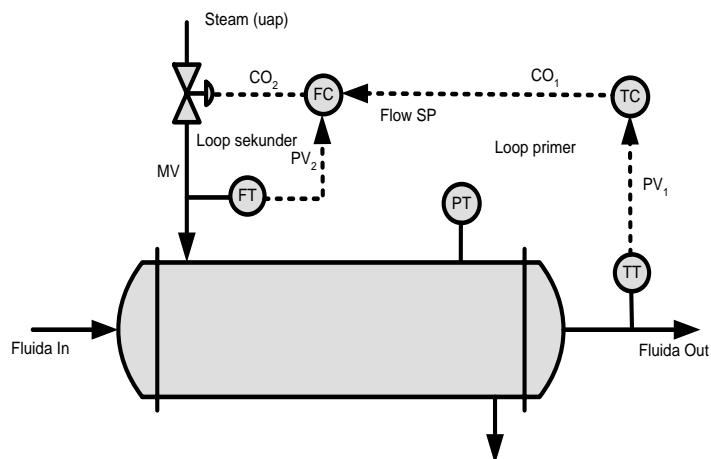 Steam (uap)
CO2
FC
CO1
TC
Flow SP
Loop sekunder
Loop primer
PV2
MV
FT
PT
PV1
TT
Fluida In
Fluida Out